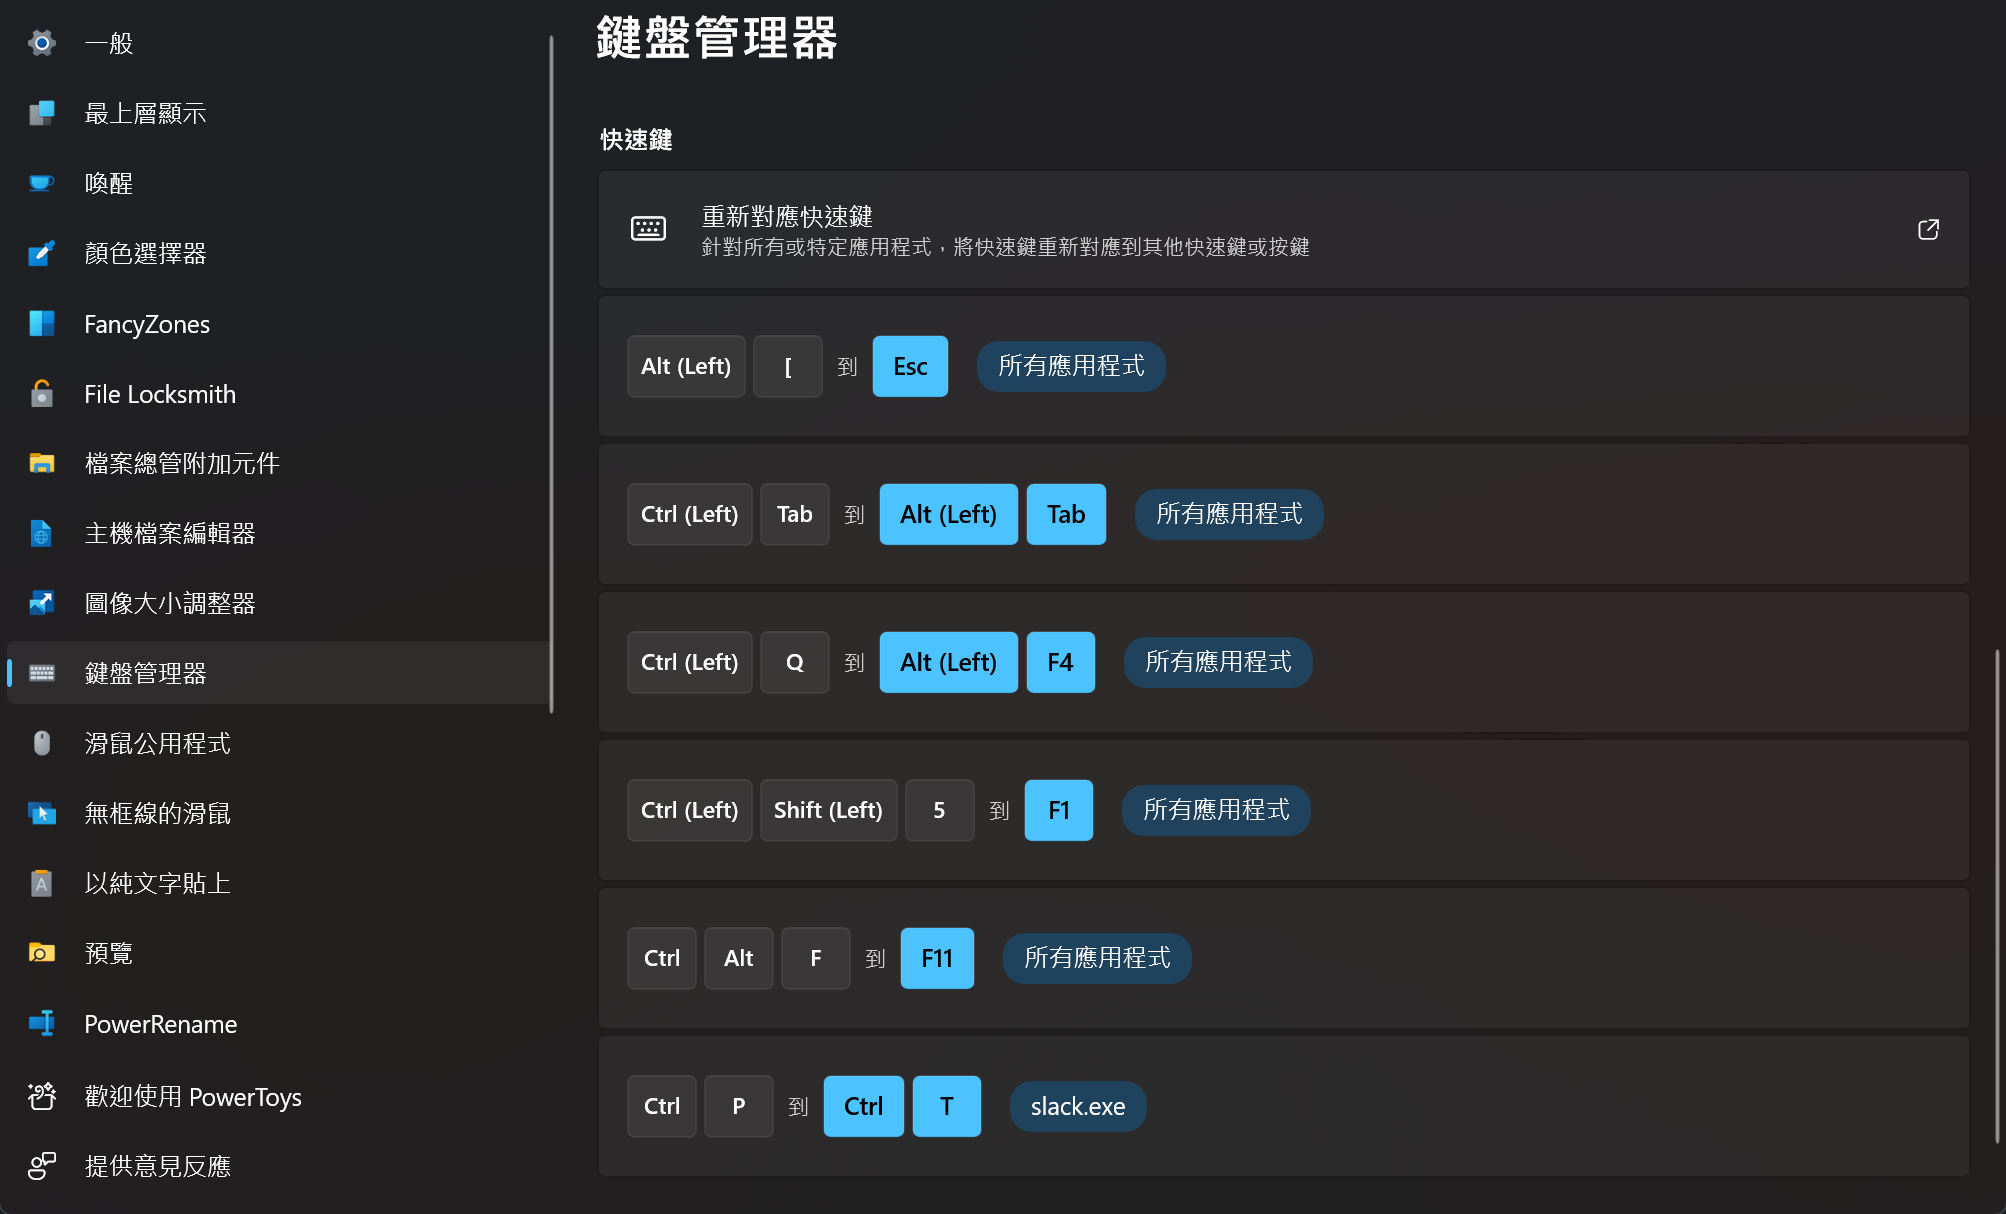 一般
最上層顯示
喚醒
顏色選擇器
FancyZones
File Locksmith
檔案總管附加元件
主機檔案編輯器
圖像大小調整器
鍵盤管理器
滑鼠公用程式
無框線的滑鼠
以純文字貼上
預覽
PowerRename
歡迎使用 PowerToys
提供意見反應
鍵盤管理器
快速鍵
重新對應快速鍵
針對所有或特定應用程式，將快速鍵重新對應到其他快速鍵或按鍵
Alt (Left) [ 到 Esc 所有應用程式
Ctrl (Left) Tab 到 Alt (Left) Tab 所有應用程式
Ctrl (Left) Q 到 Alt (Left) F4 所有應用程式
Ctrl (Left) Shift (Left) 5 到 F1 所有應用程式
Ctrl Alt F 到 F11 所有應用程式
Ctrl P 到 Ctrl T slack.exe